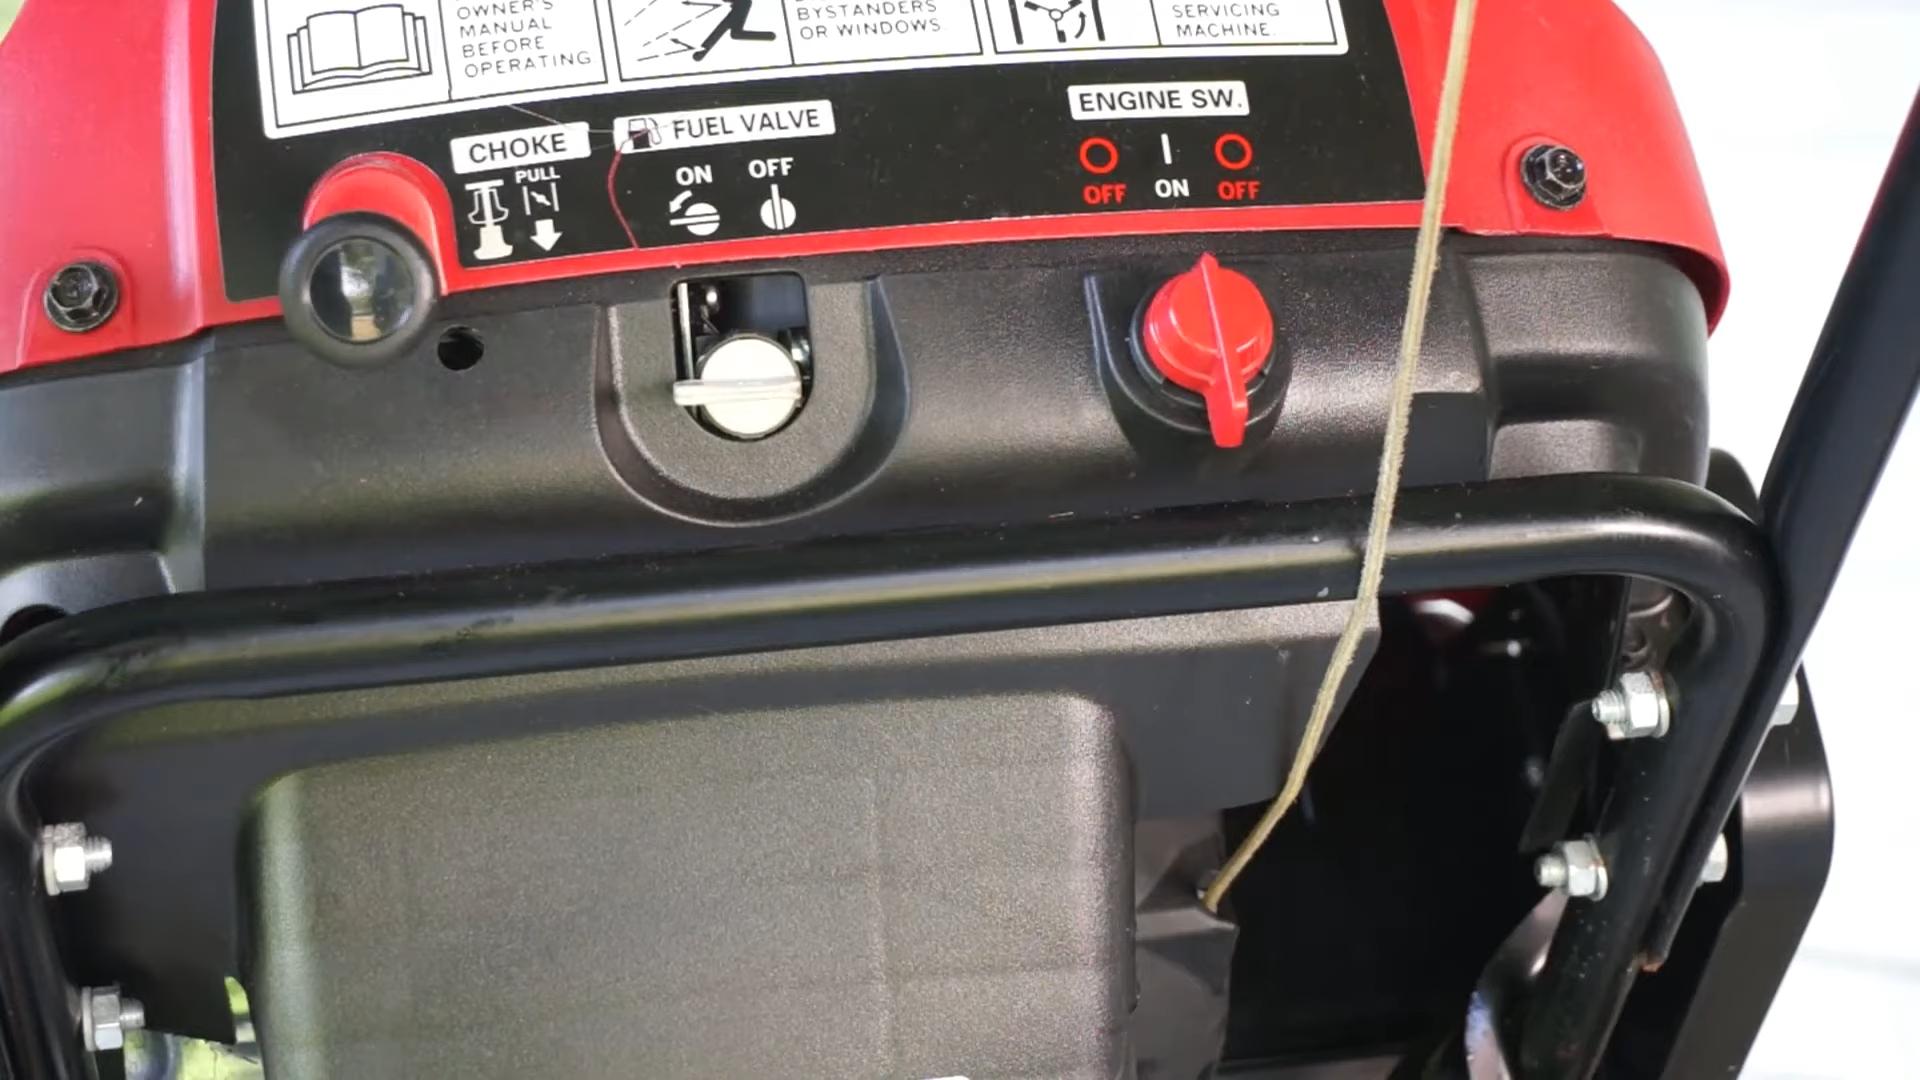 OWNER'S
MANUAL
BEFORE
OPERATING
BYSTANDERS
OR WINDOWS.
SERVICING
MACHINE.
CHOKE
PULL
FUEL VALVE
ON OFF
ENGINE SW.
OFF ON OFF